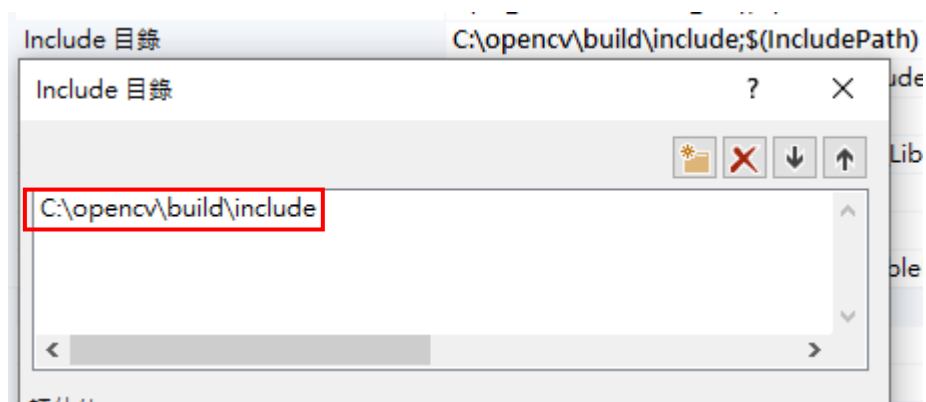 Include 目錄 C:\opencv\build\include;$(IncludePath)
Include 目錄 ? ×
C:\opencv\build\include